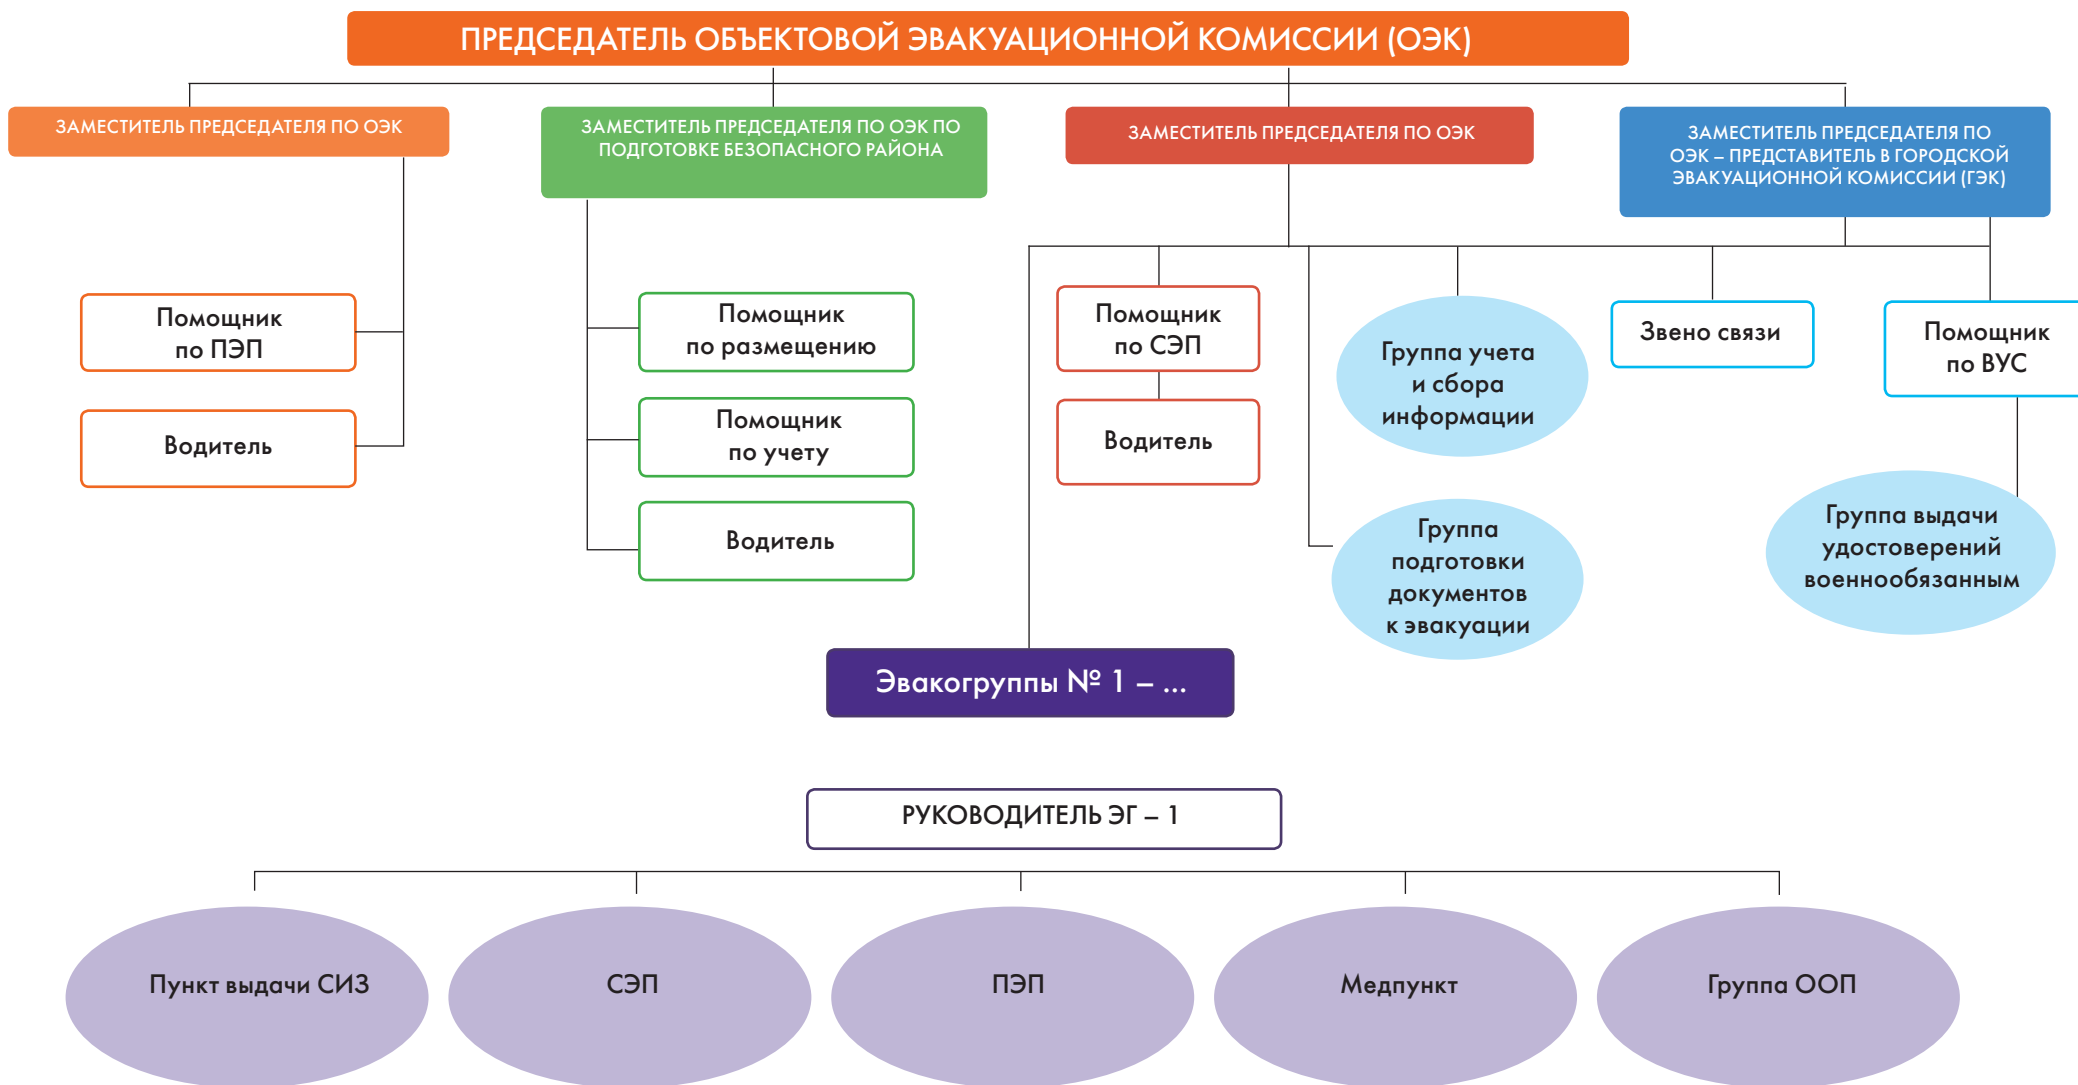 ПРЕДСЕДАТЕЛЬ ОБЪЕКТОВОЙ ЭВАКУАЦИОННОЙ КОМИССИИ (ОЭК)
ЗАМЕСТИТЕЛЬ ПРЕДСЕДАТЕЛЯ ПО ОЭК
ЗАМЕСТИТЕЛЬ ПРЕДСЕДАТЕЛЯ ПО ОЭК ПО
ПОДГОТОВКЕ БЕЗОПАСНОГО РАЙОНА
ЗАМЕСТИТЕЛЬ ПРЕДСЕДАТЕЛЯ ПО ОЭК
ЗАМЕСТИТЕЛЬ ПРЕДСЕДАТЕЛЯ ПО
ОЭК – ПРЕДСТАВИТЕЛЬ В ГОРОДСКОЙ
ЭВАКУАЦИОННОЙ КОМИССИИ (ГЭК)
Помощник
по ПЭП
Водитель
Помощник
по размещению
Помощник
по учету
Водитель
Помощник
по СЭП
Водитель
Группа учета
и сбора
информации
Группа
подготовки
документов
к эвакуации
Звено связи
Помощник
по ВУС
Группа выдачи
удостоверений
военнообязанным
Эвакогруппы № 1 – ...
РУКОВОДИТЕЛЬ ЭГ – 1
Пункт выдачи СИЗ
СЭП
ПЭП
Медпункт
Группа ООП